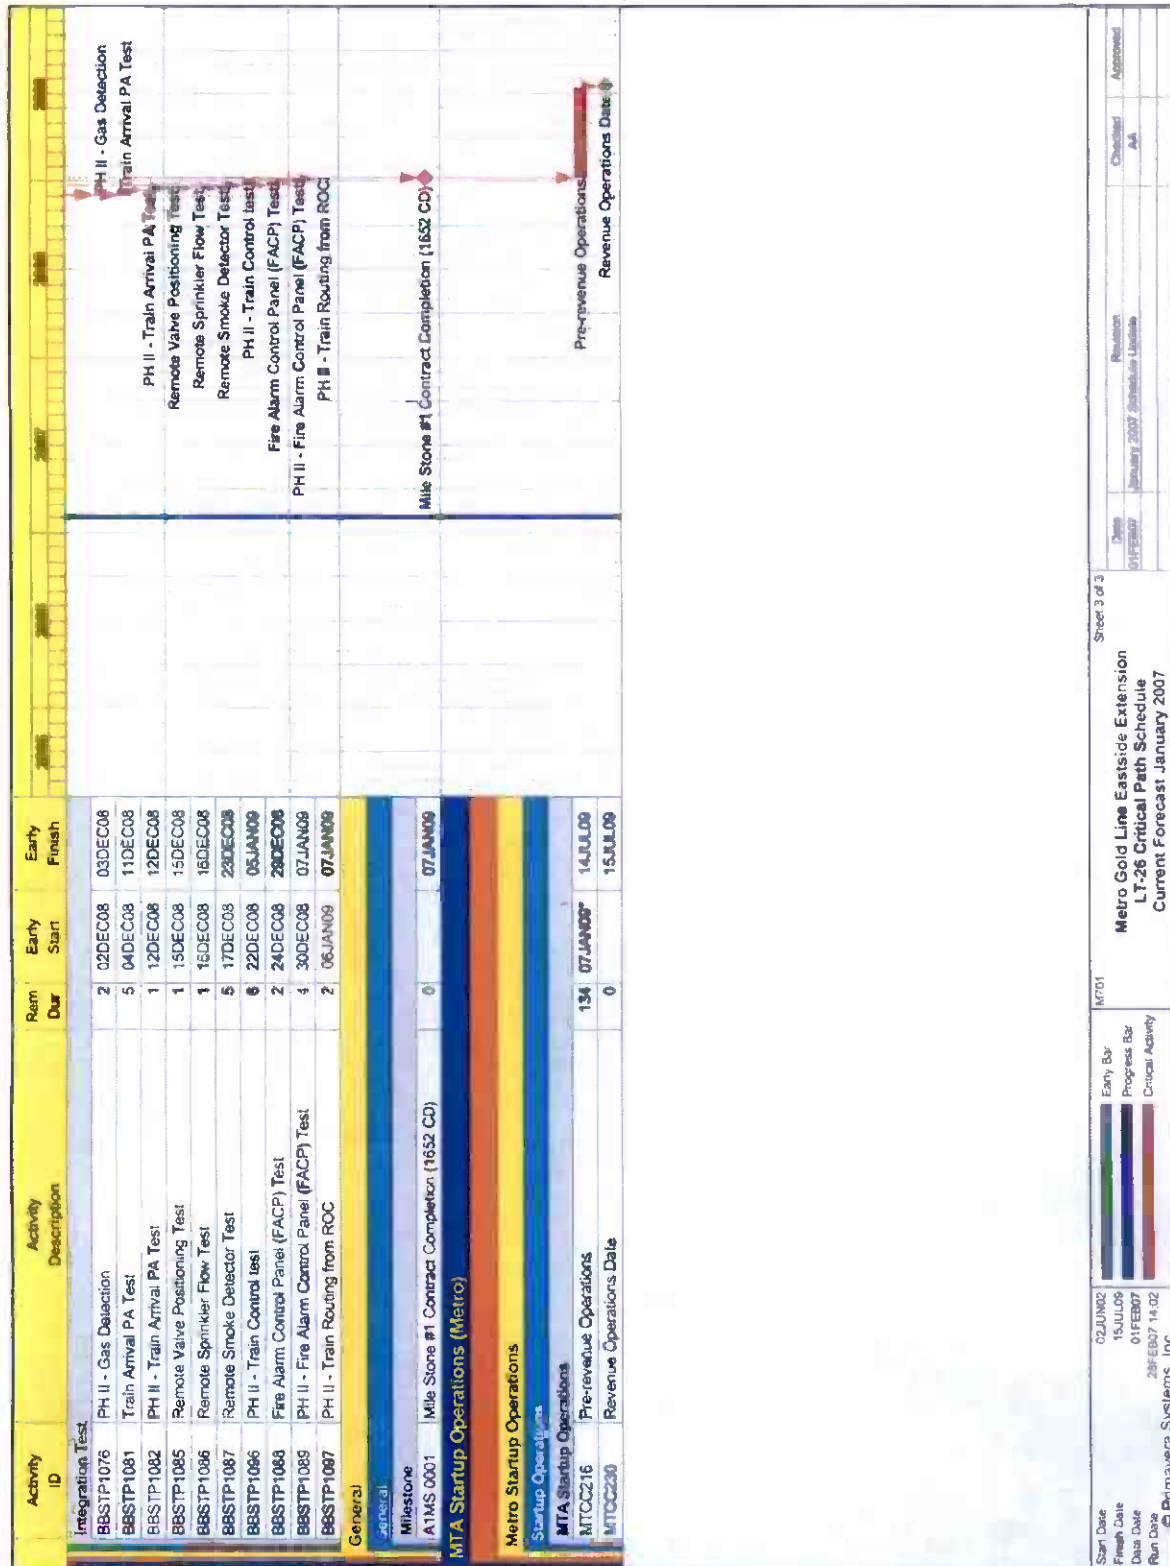 Activity ID Activity Description Rem Dur Early Start Early Finish
Integration Test
BBSTP1076 PH II - Gas Detection 2 02DEC08 03DEC08
BBSTP1081 Train Arrival PA Test 5 04DEC08 11DEC08
BBSTP1082 PH II - Train Arrival PA Test 1 12DEC08 12DEC08
BBSTP1085 Remote Valve Positioning Test 1 15DEC08 15DEC08
BBSTP1086 Remote Sprinkler Flow Test 1 16DEC08 16DEC08
BBSTP1087 Remote Smoke Detector Test 5 17DEC08 23DEC08
BBSTP1096 PH II - Train Control test 6 22DEC08 05JAN09
BBSTP1088 Fire Alarm Control Panel (FACP) Test 2 24DEC08 29DEC08
BBSTP1089 PH II - Fire Alarm Control Panel (FACP) Test 4 30DEC08 07JAN09
BBSTP1097 PH II - Train Routing from ROC 2 06JAN09 07JAN09
General
General
Milestone
A1MS 0001 Mile Stone #1 Contract Completion (1652 CD) 0 07JAN09
MTA Startup Operations (Metro)
Metro Startup Operations
Startup Operations
MTA Startup Operations
MTCC216 Pre-revenue Operations 134 07JAN09* 14JUL09
MTCC230 Revenue Operations Date 0 15JUL09
2007
PH II - Gas Detection
Train Arrival PA Test
PH II - Train Arrival PA Test
Remote Valve Positioning Test
Remote Sprinkler Flow Test
Remote Smoke Detector Test
PH II - Train Control test
Fire Alarm Control Panel (FACP) Test
PH II - Fire Alarm Control Panel (FACP) Test
PH II - Train Routing from ROC
Mile Stone #1 Contract Completion (1652 CD)
Pre-revenue Operations
Revenue Operations Date
Start Date 02JUN02
Finish Date 15JUL09
Data Date 01FEB07
Run Date 28FEB07 14:02
© Primavera Systems, Inc.
Early Bar
Progress Bar
Critical Activity
M701
Sheet 3 of 3
Metro Gold Line Eastside Extension
LT-26 Critical Path Schedule
Current Forecast January 2007
Date Revision Checked Approved
01FEB07 January 2007 Schedule Update AA